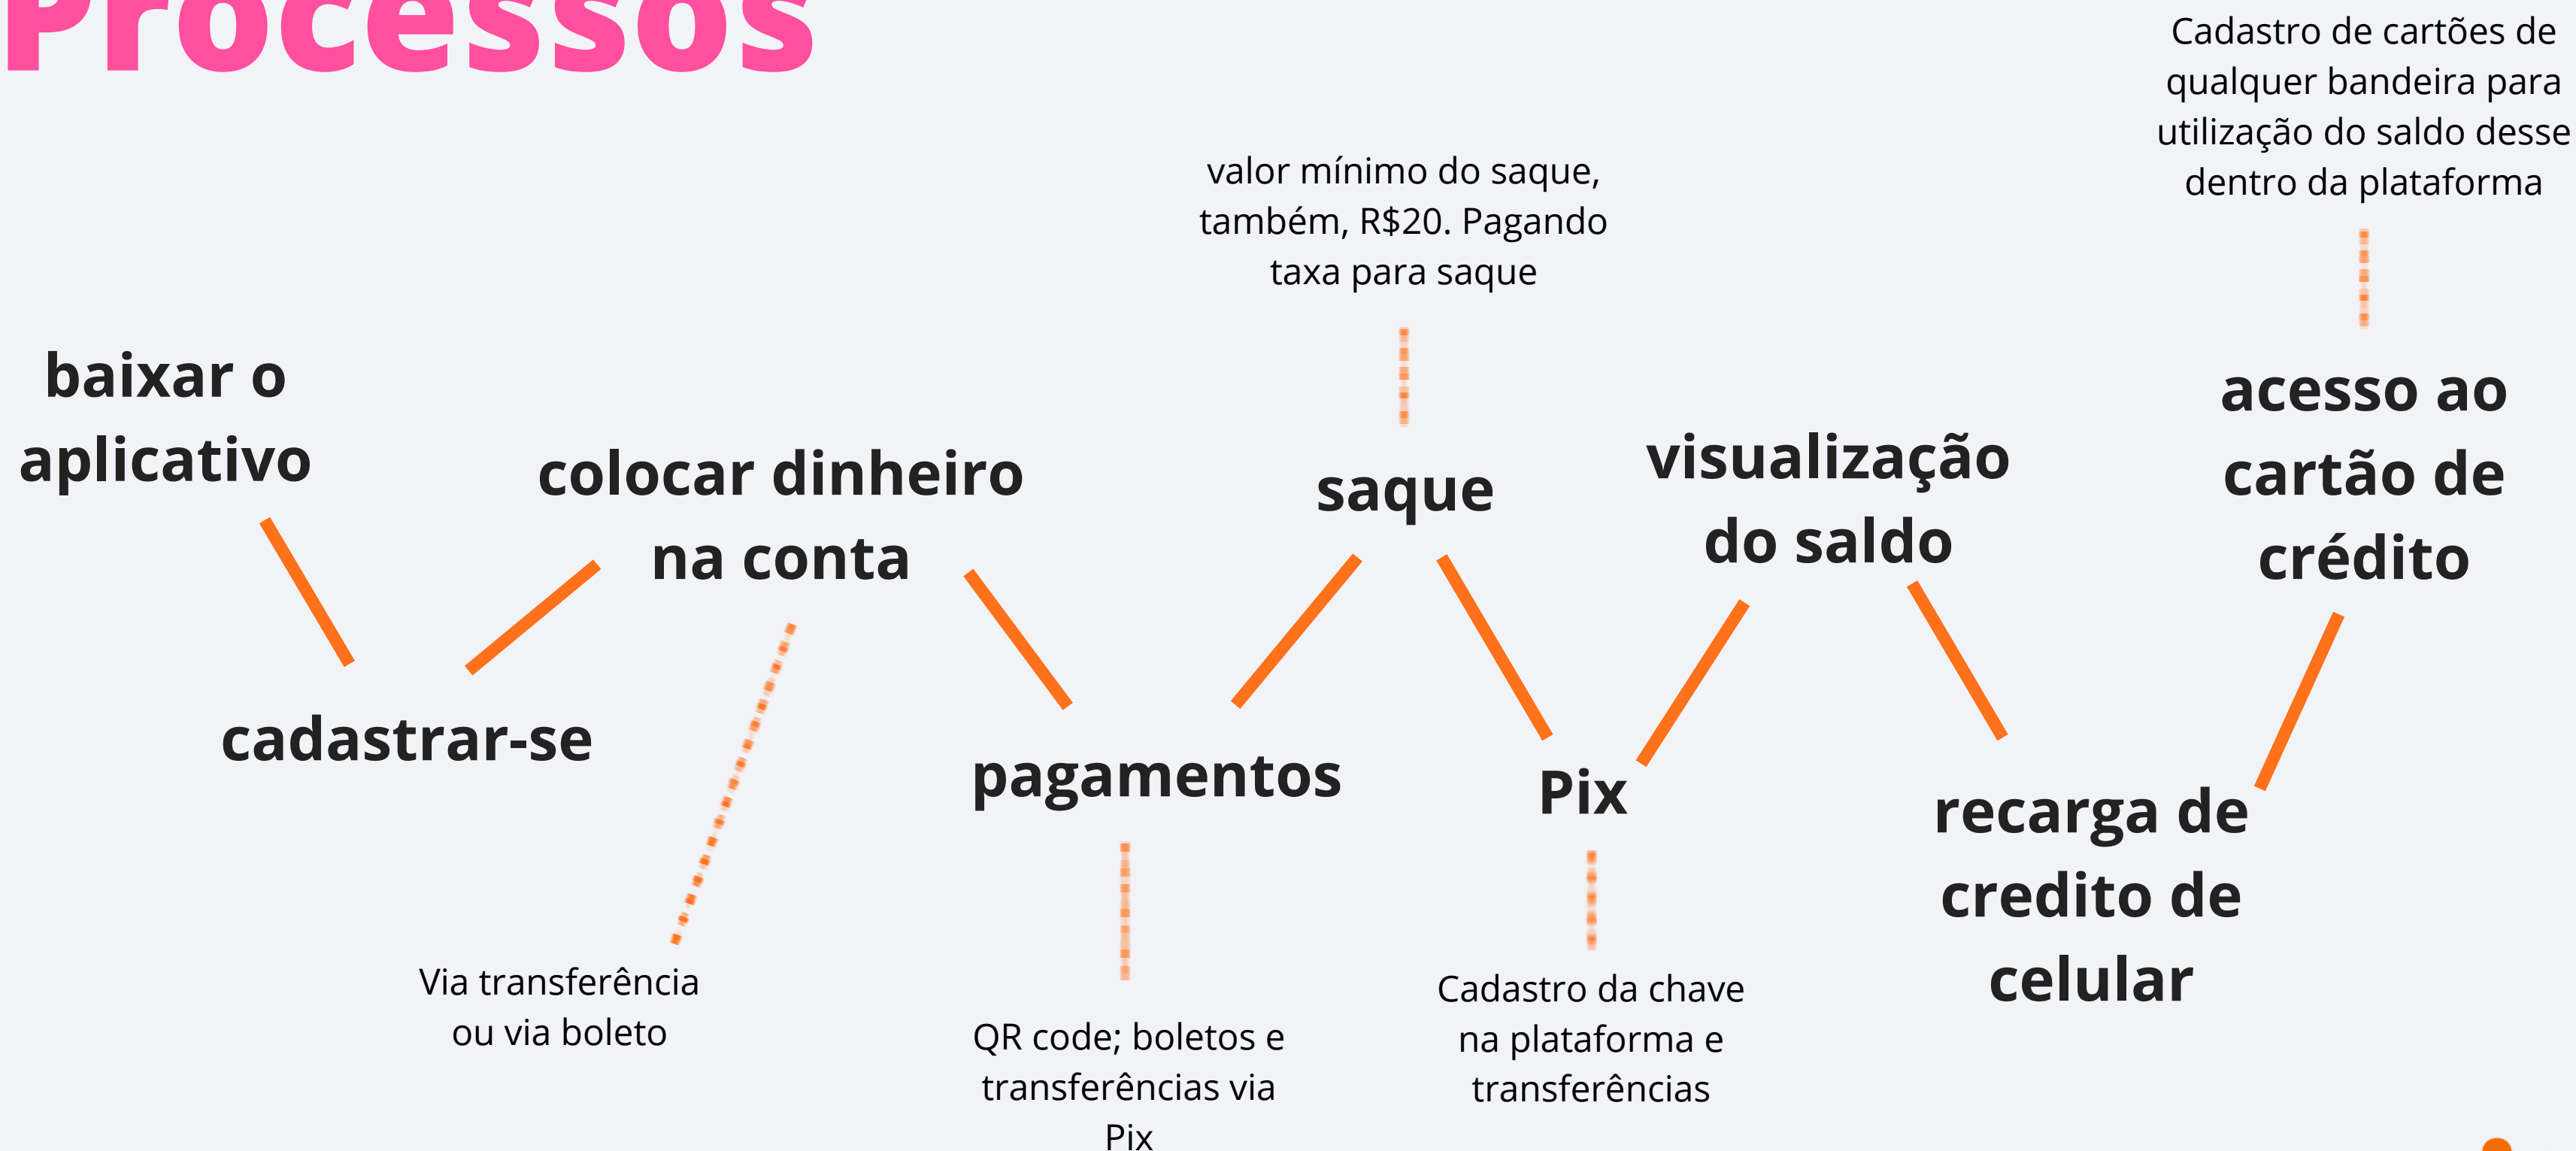 Processos
Cadastro de cartões de
qualquer bandeira para
utilização do saldo desse
dentro da plataforma
valor mínimo do saque,
também, R$20. Pagando
taxa para saque
baixar o
aplicativo
cadastrar-se
colocar dinheiro
na conta
Via transferência
ou via boleto
pagamentos
QR code; boletos e
transferências via
Pix
saque
Pix
Cadastro da chave
na plataforma e
transferências
visualização
do saldo
recarga de
credito de
celular
acesso ao
cartão de
crédito